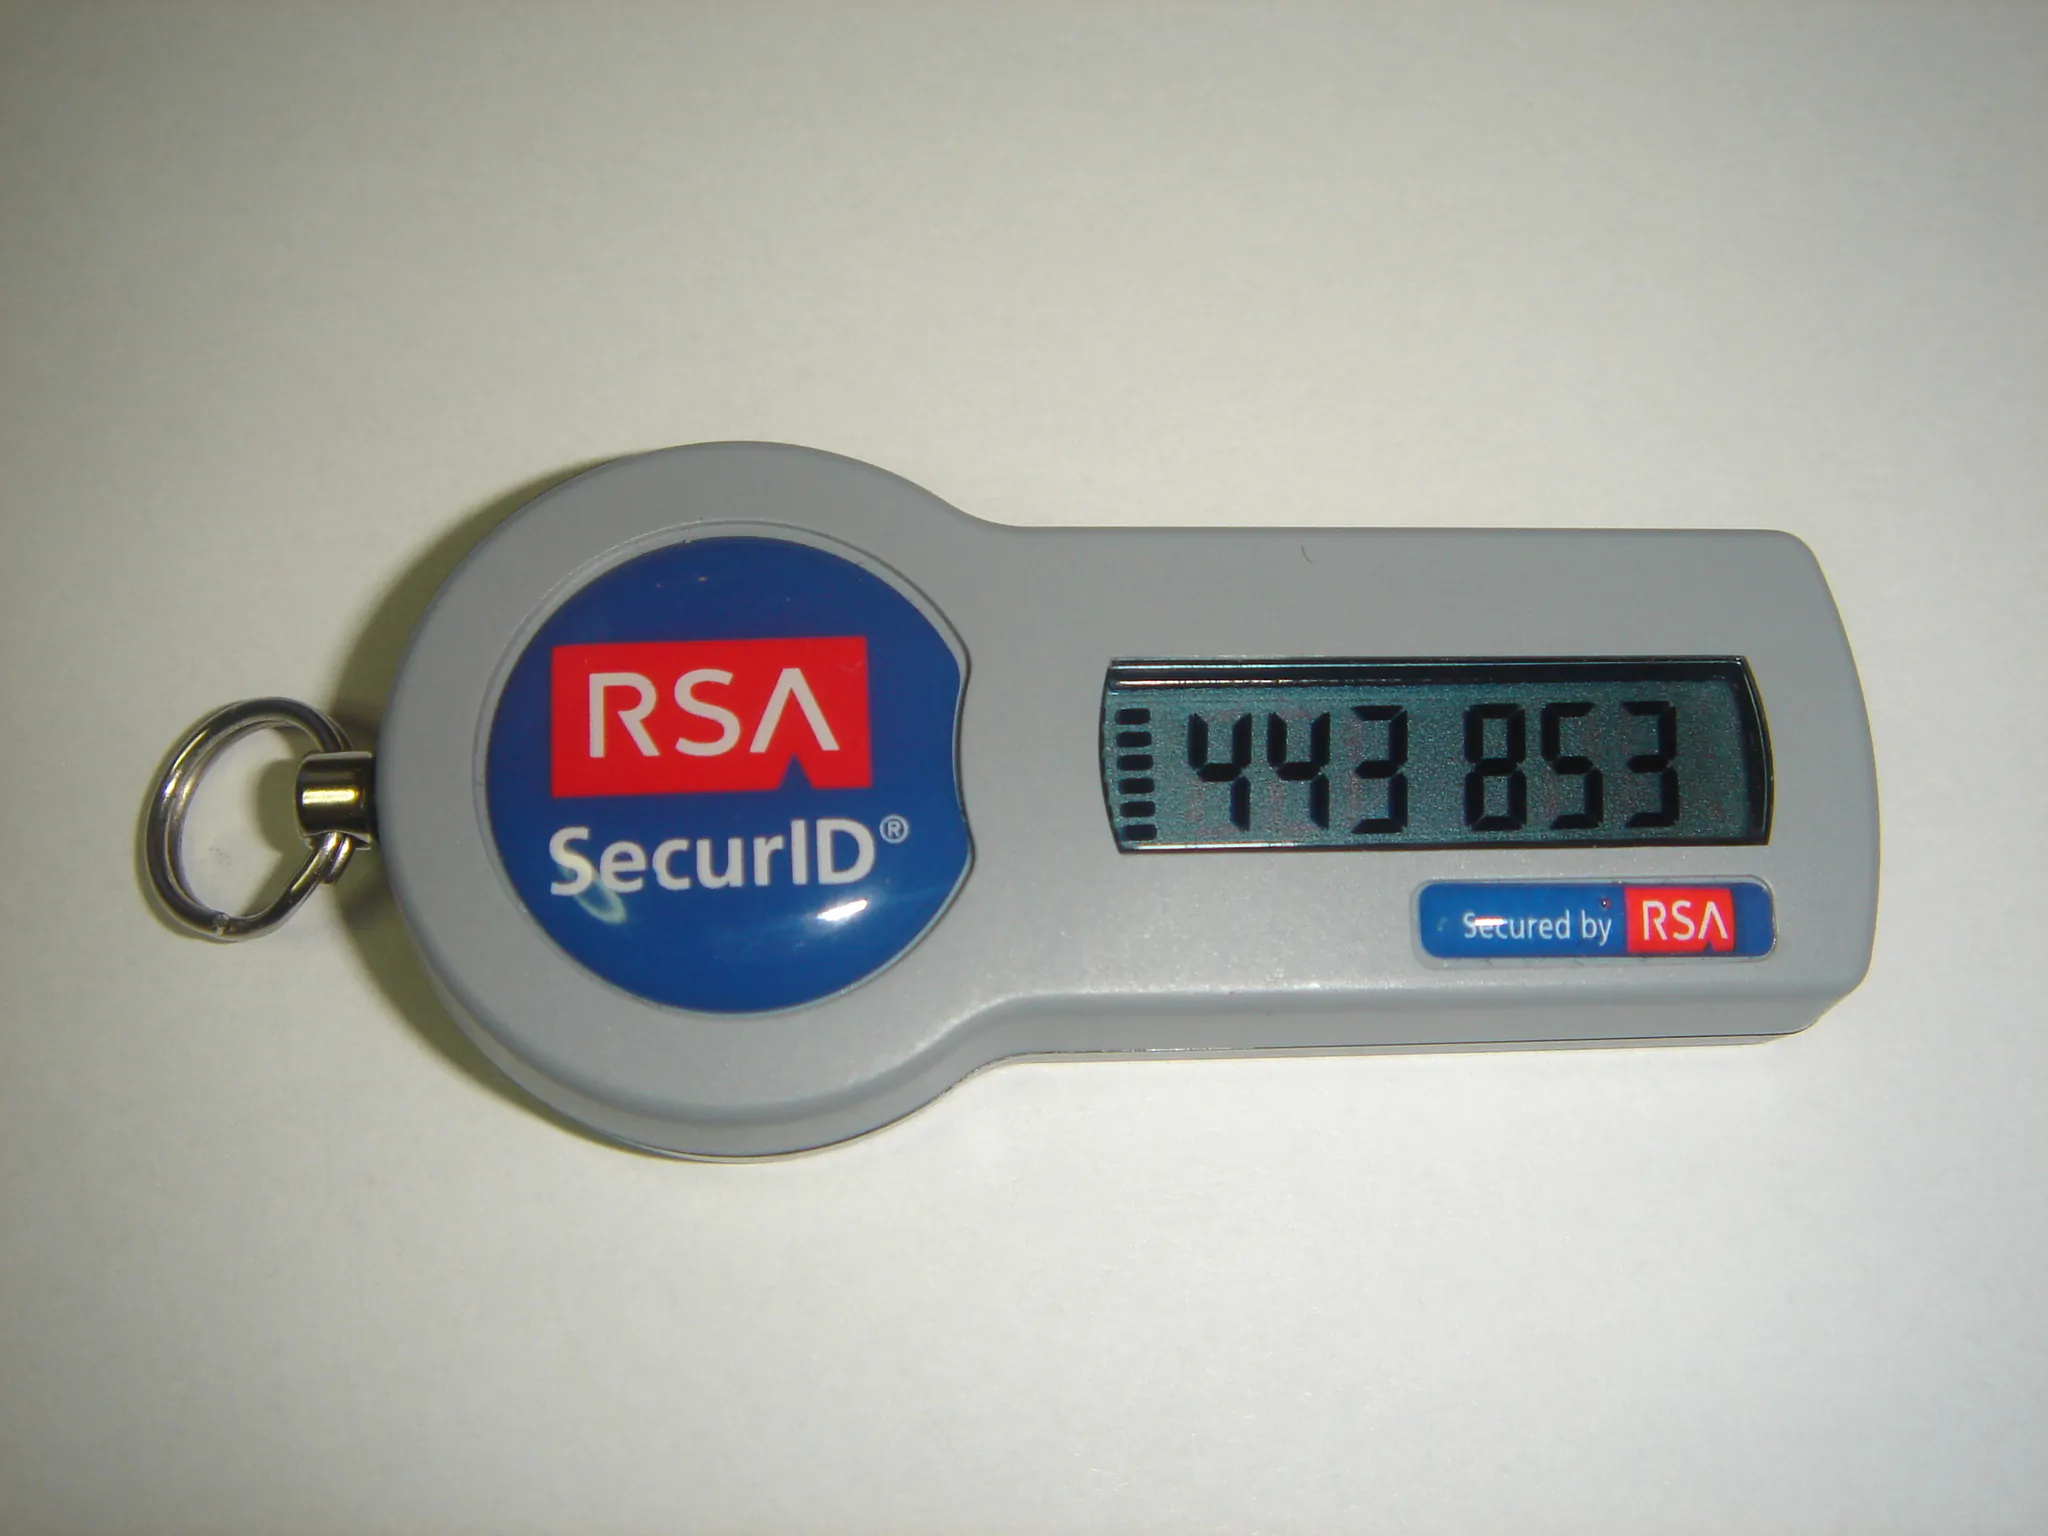 RSA
SecurID®
443 853
Secured by RSA